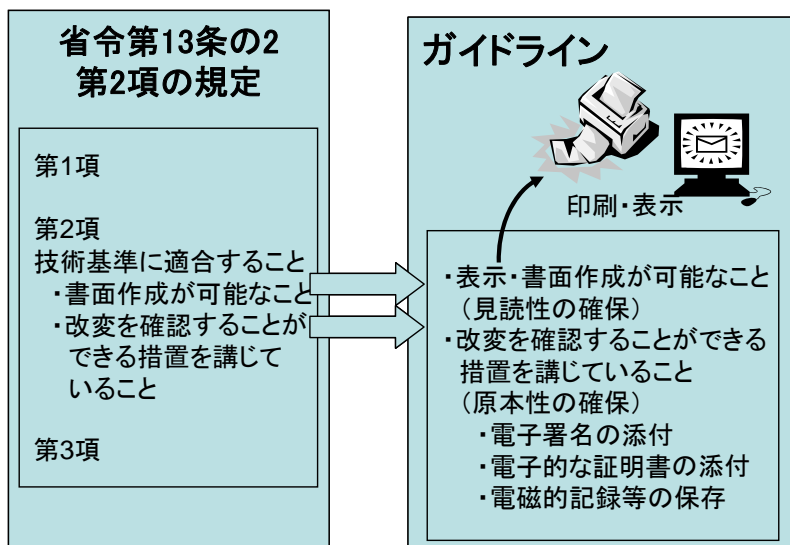 省令第13条の2
第2項の規定
第1項
第2項
技術基準に適合すること
・書面作成が可能なこと
・改変を確認することが
できる措置を講じて
いること
第3項
ガイドライン
印刷・表示
・表示・書面作成が可能なこと
（見読性の確保）
・改変を確認することができる
措置を講じていること
（原本性の確保）
・電子署名の添付
・電子的な証明書の添付
・電磁的記録等の保存